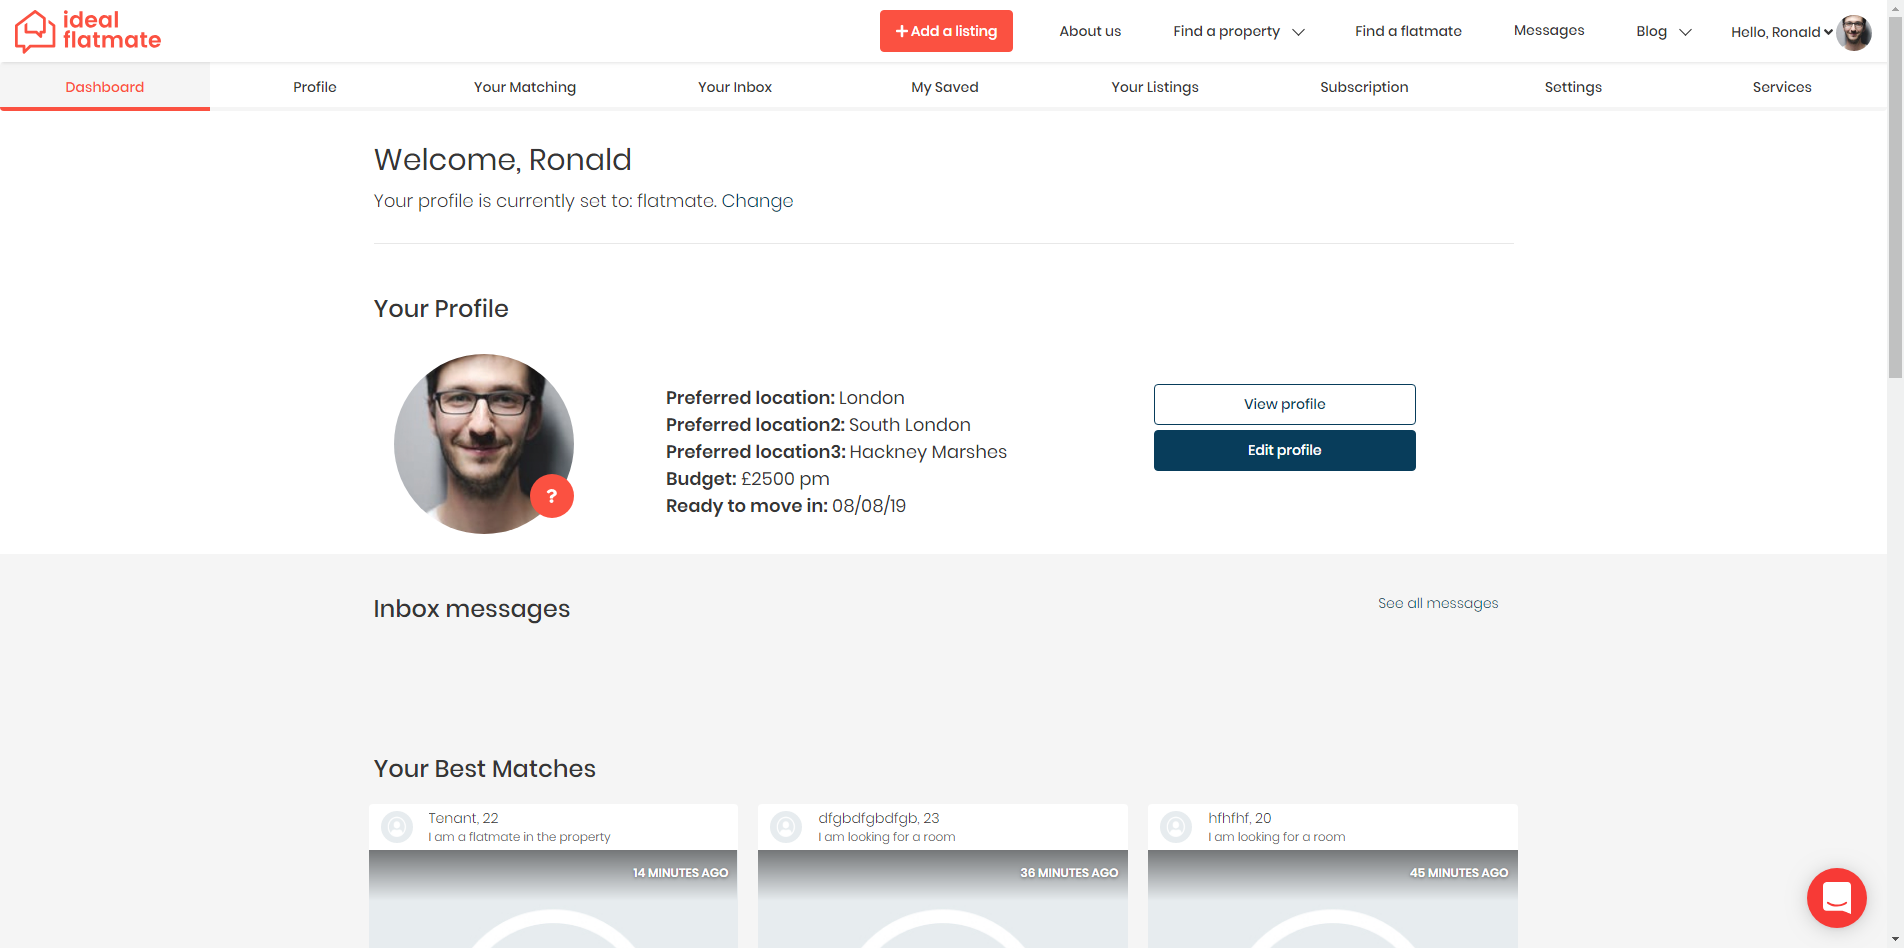 ideal
flatmate
Add a listing
About us
Find a property
Find a flatmate
Messages
Blog
Hello, Ronald
Dashboard
Profile
Your Matching
Your Inbox
My Saved
Your Listings
Subscription
Settings
Services
Welcome, Ronald
Your profile is currently set to: flatmate. Change
Your Profile
?
Preferred location: London
Preferred location2: South London
Preferred location3: Hackney Marshes
Budget: £2500 pm
Ready to move in: 08/08/19
View profile
Edit profile
Inbox messages
See all messages
Your Best Matches
Tenant, 22
I am a flatmate in the property
14 MINUTES AGO
dfgbdfgbdfgb, 23
I am looking for a room
36 MINUTES AGO
hfhfhf, 20
I am looking for a room
45 MINUTES AGO